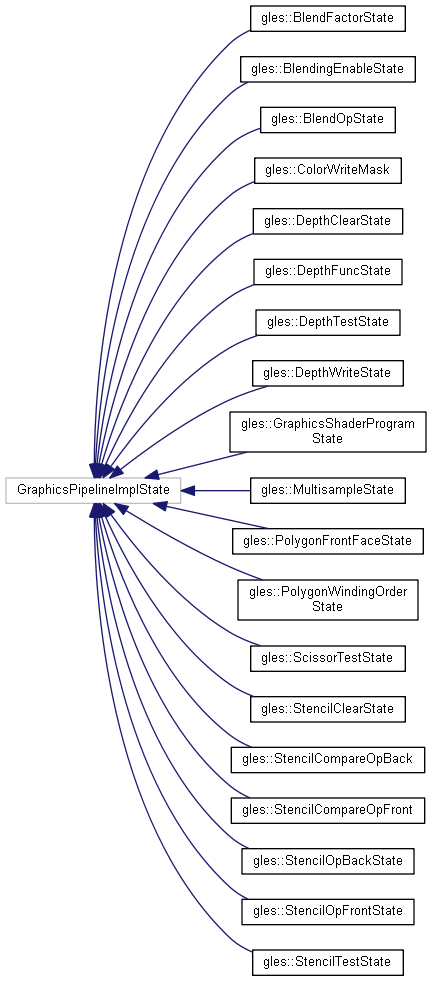 gles::BlendFactorState
gles::BlendingEnableState
gles::BlendOpState
gles::ColorWriteMask
gles::DepthClearState
gles::DepthFuncState
gles::DepthTestState
gles::DepthWriteState
gles::GraphicsShaderProgram
State
GraphicsPipelineImplState
gles::MultisampleState
gles::PolygonFrontFaceState
gles::PolygonWindingOrder
State
gles::ScissorTestState
gles::StencilClearState
gles::StencilCompareOpBack
gles::StencilCompareOpFront
gles::StencilOpBackState
gles::StencilOpFrontState
gles::StencilTestState